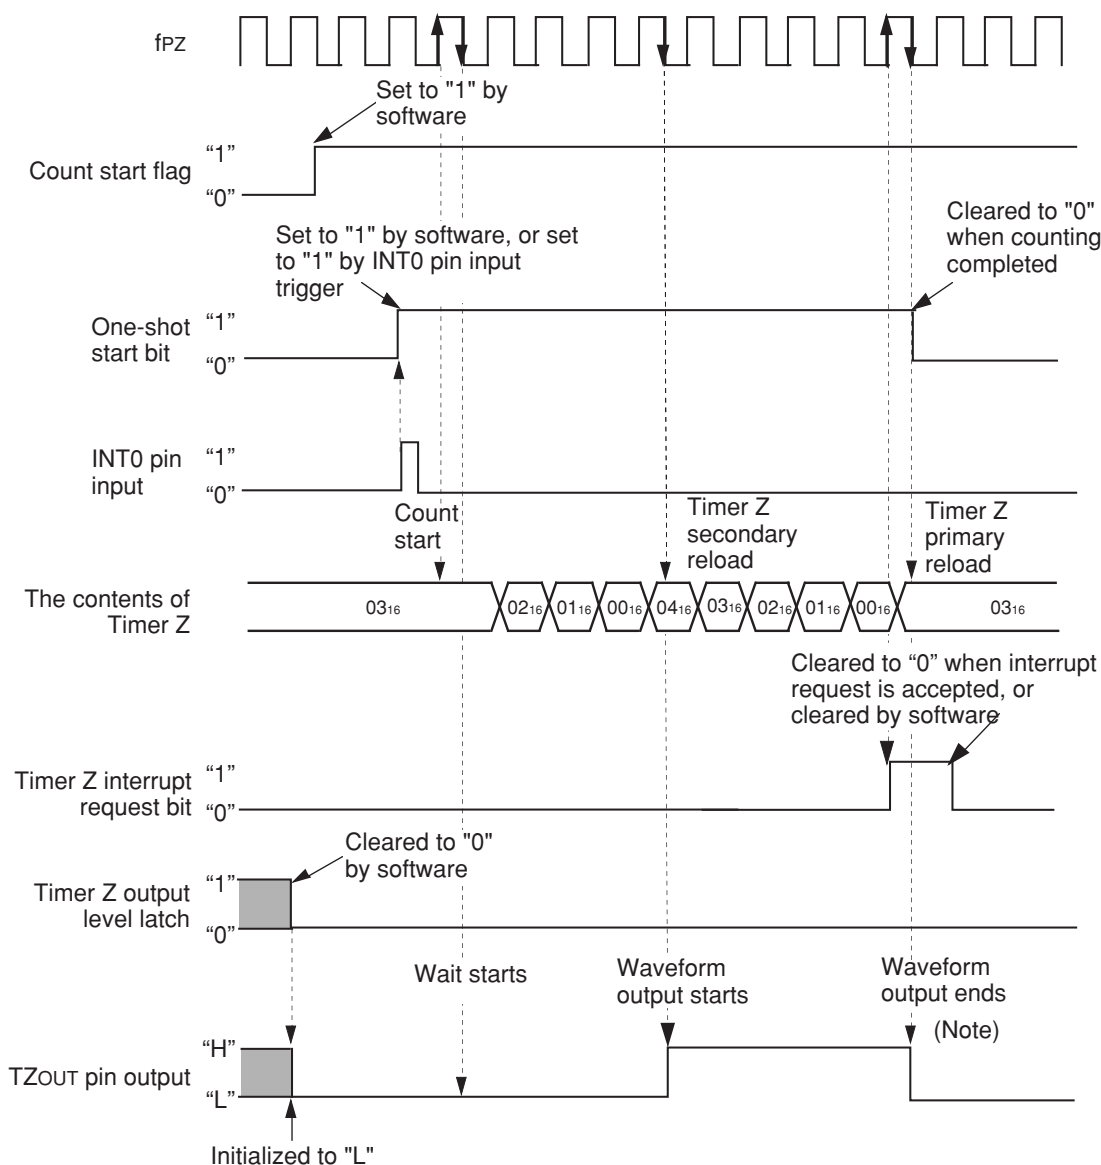 fPZ
Set to "1" by
software
Count start flag
“1”
“0”
Set to "1" by software, or set
to "1" by INT0 pin input
trigger
Cleared to "0"
when counting
completed
One-shot
start bit
“1”
“0”
INT0 pin
input
“1”
“0”
Count
start
Timer Z
secondary
reload
Timer Z
primary
reload
The contents of
Timer Z
0316 0216 0116 0016 0416 0316 0216 0116 0016 0316
Cleared to “0” when interrupt
request is accepted, or
cleared by software
Timer Z interrupt
request bit
“1”
“0”
Cleared to "0"
by software
Timer Z output
level latch
“1”
“0”
Wait starts
Waveform
output starts
Waveform
output ends
(Note)
TZOUT pin output
“H”
“L”
Initialized to "L"